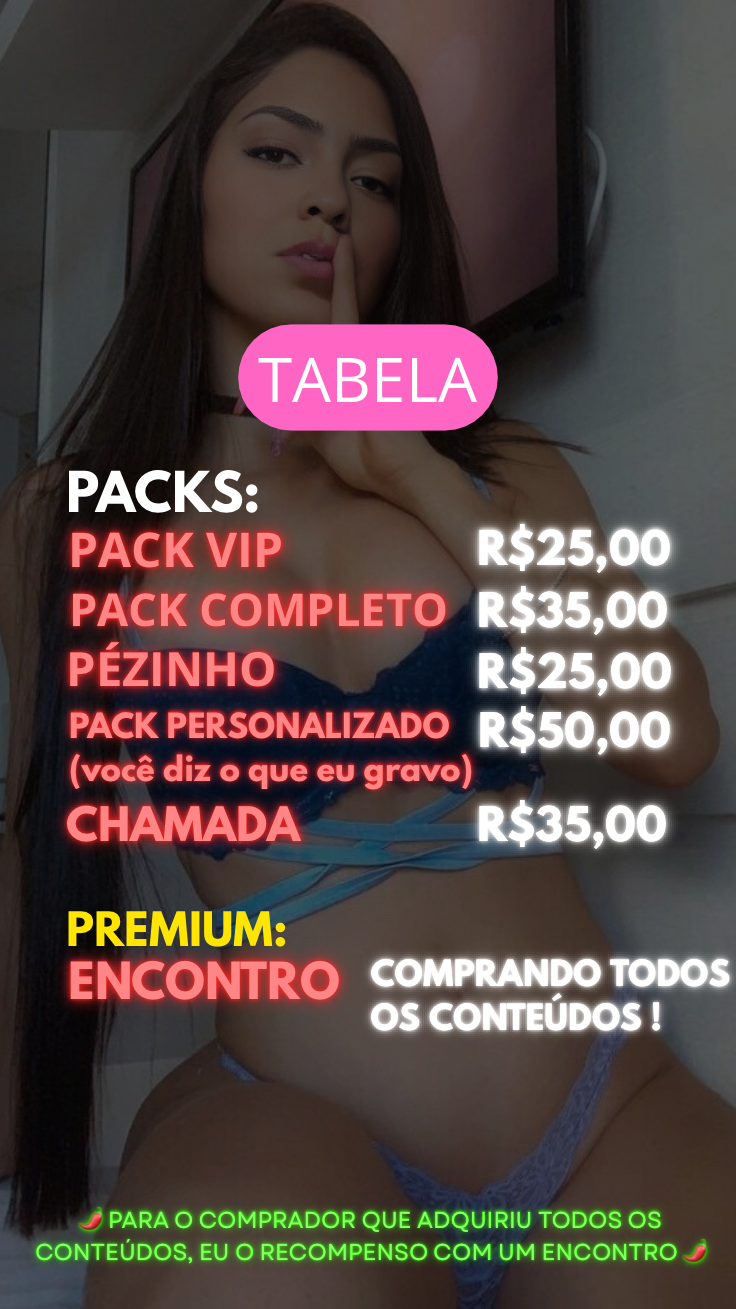 TABELA
PACKS:
PACK VIP R$25,00
PACK COMPLETO R$35,00
PÉZINHO R$25,00
PACK PERSONALIZADO R$50,00
(você diz o que eu gravo)
CHAMADA R$35,00
PREMIUM:
ENCONTRO COMPRANDO TODOS
OS CONTEÚDOS !
🌶️PARA O COMPRADOR QUE ADQUIRIU TODOS OS
CONTEÚDOS, EU O RECOMPENSO COM UM ENCONTRO🌶️